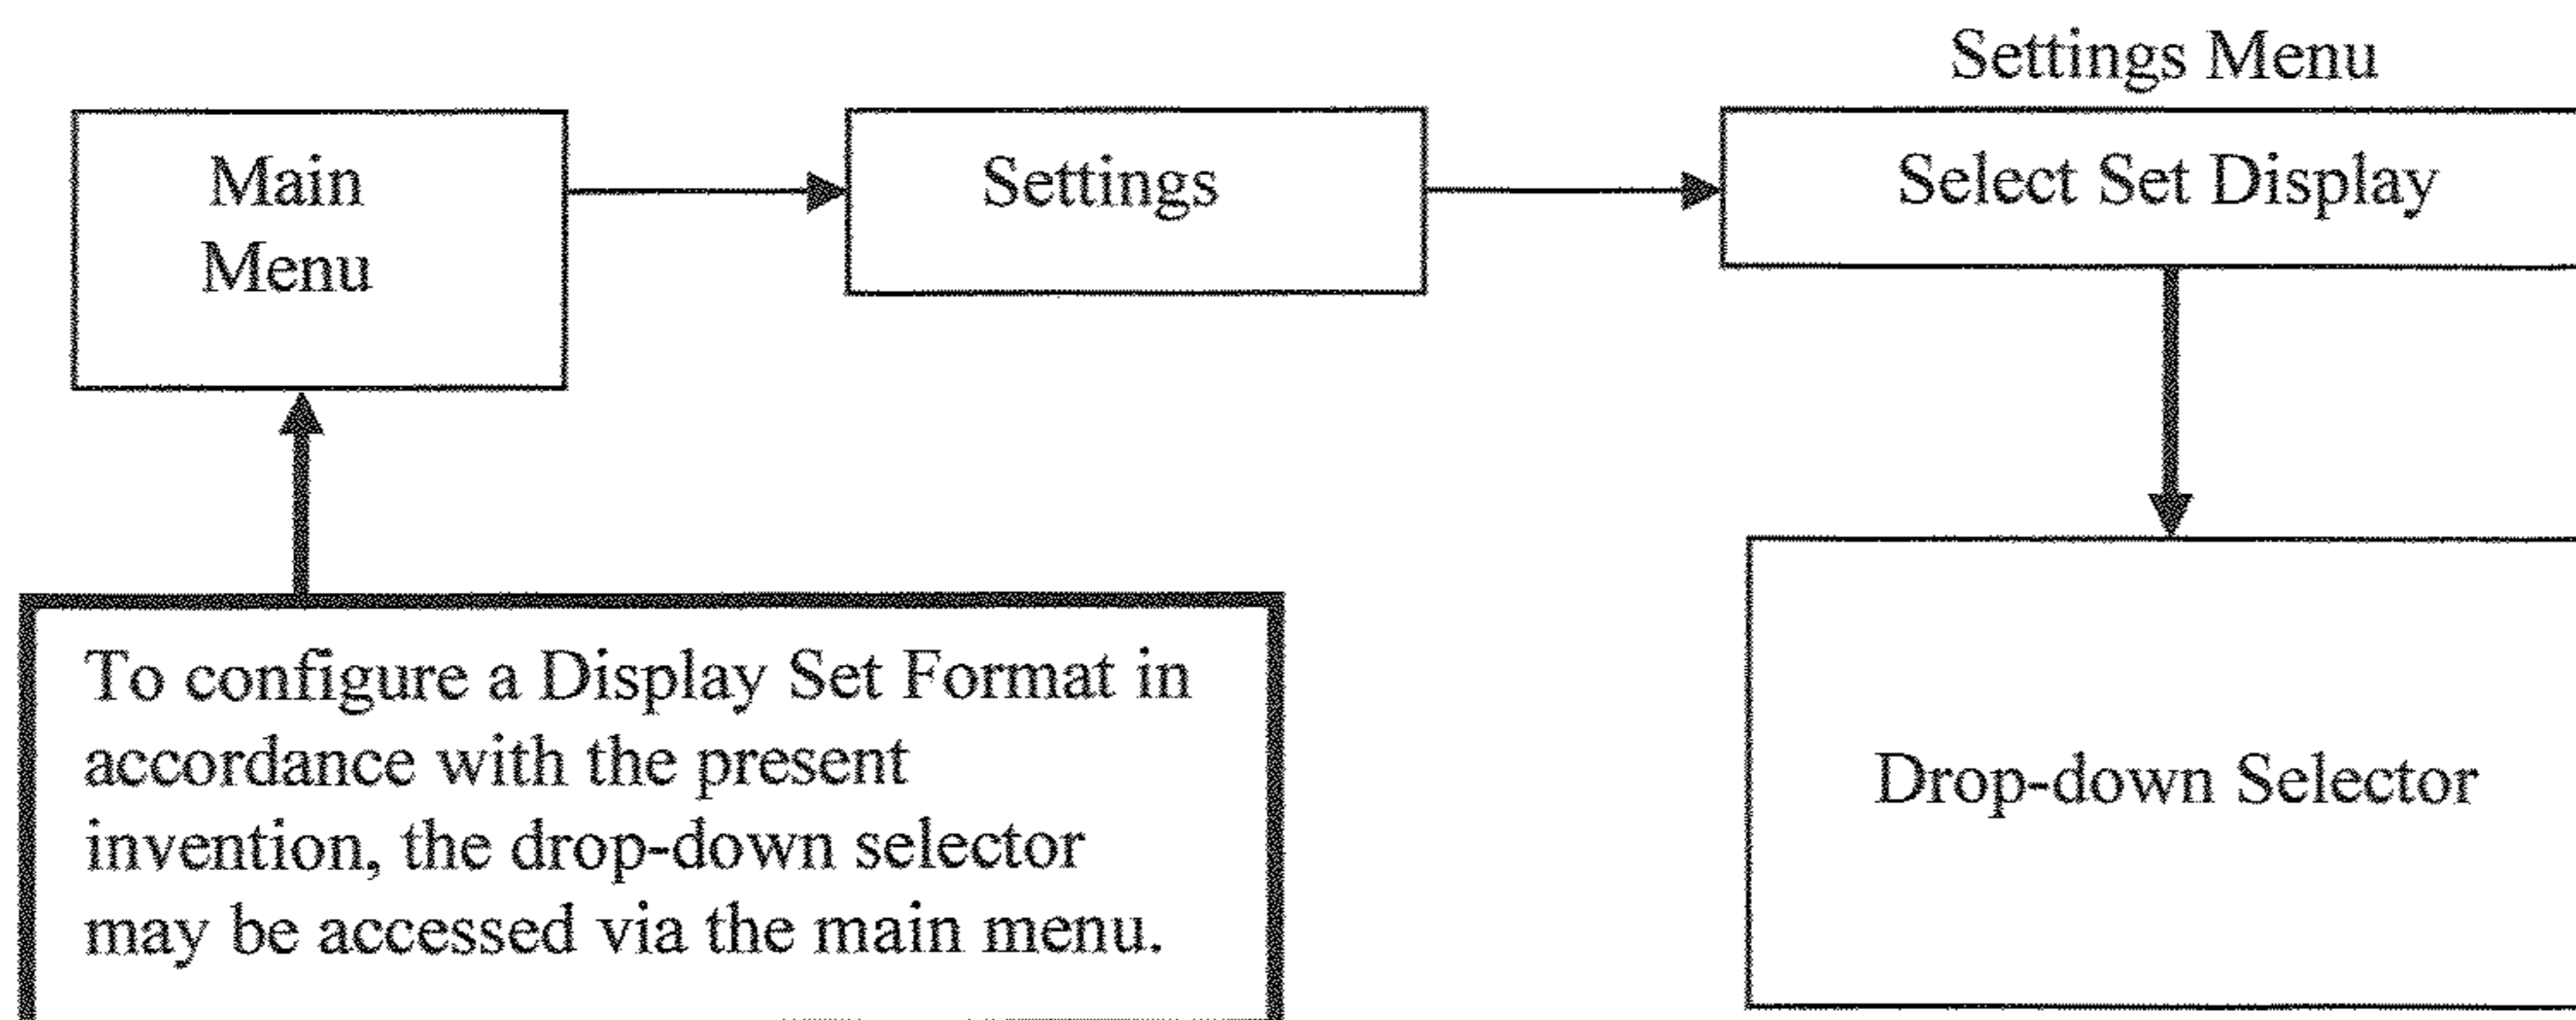 Settings Menu
Main
Menu
Settings
Select Set Display
To configure a Display Set Format in
accordance with the present
invention, the drop-down selector
may be accessed via the main menu.
Drop-down Selector